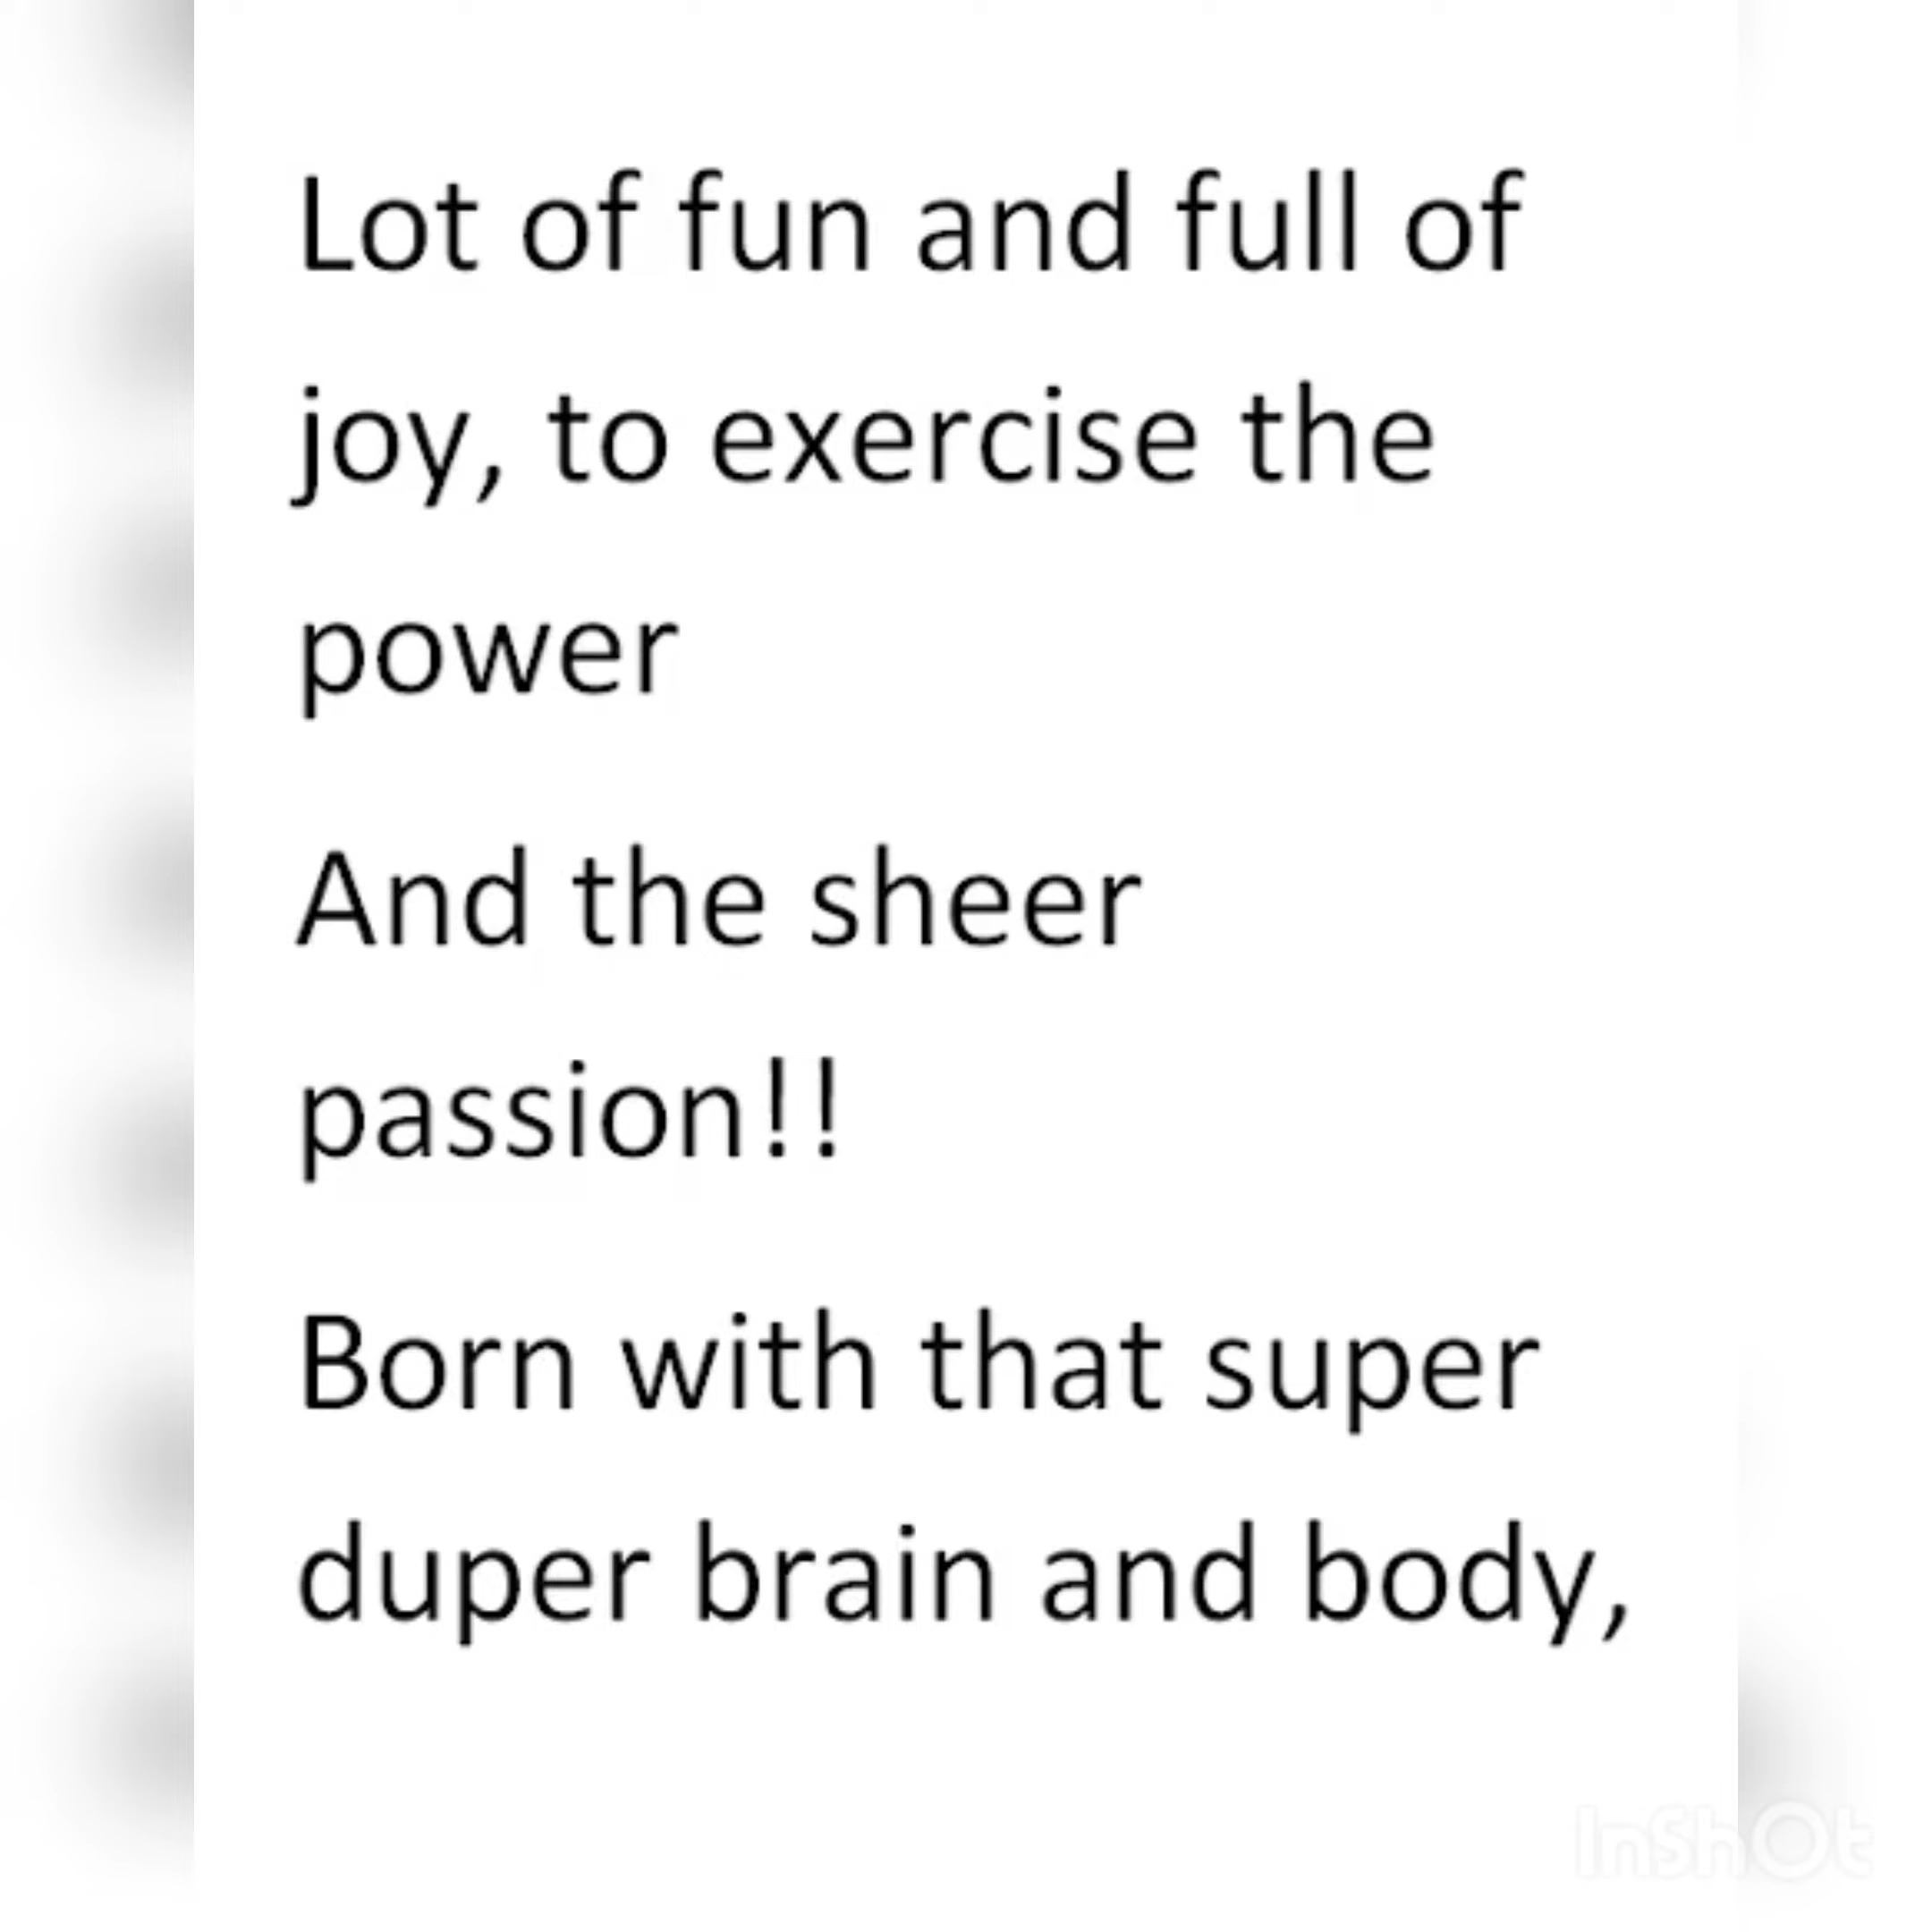 Lot of fun and full of
joy, to exercise the
power
And the sheer
passion!!
Born with that super
duper brain and body,
InShOt